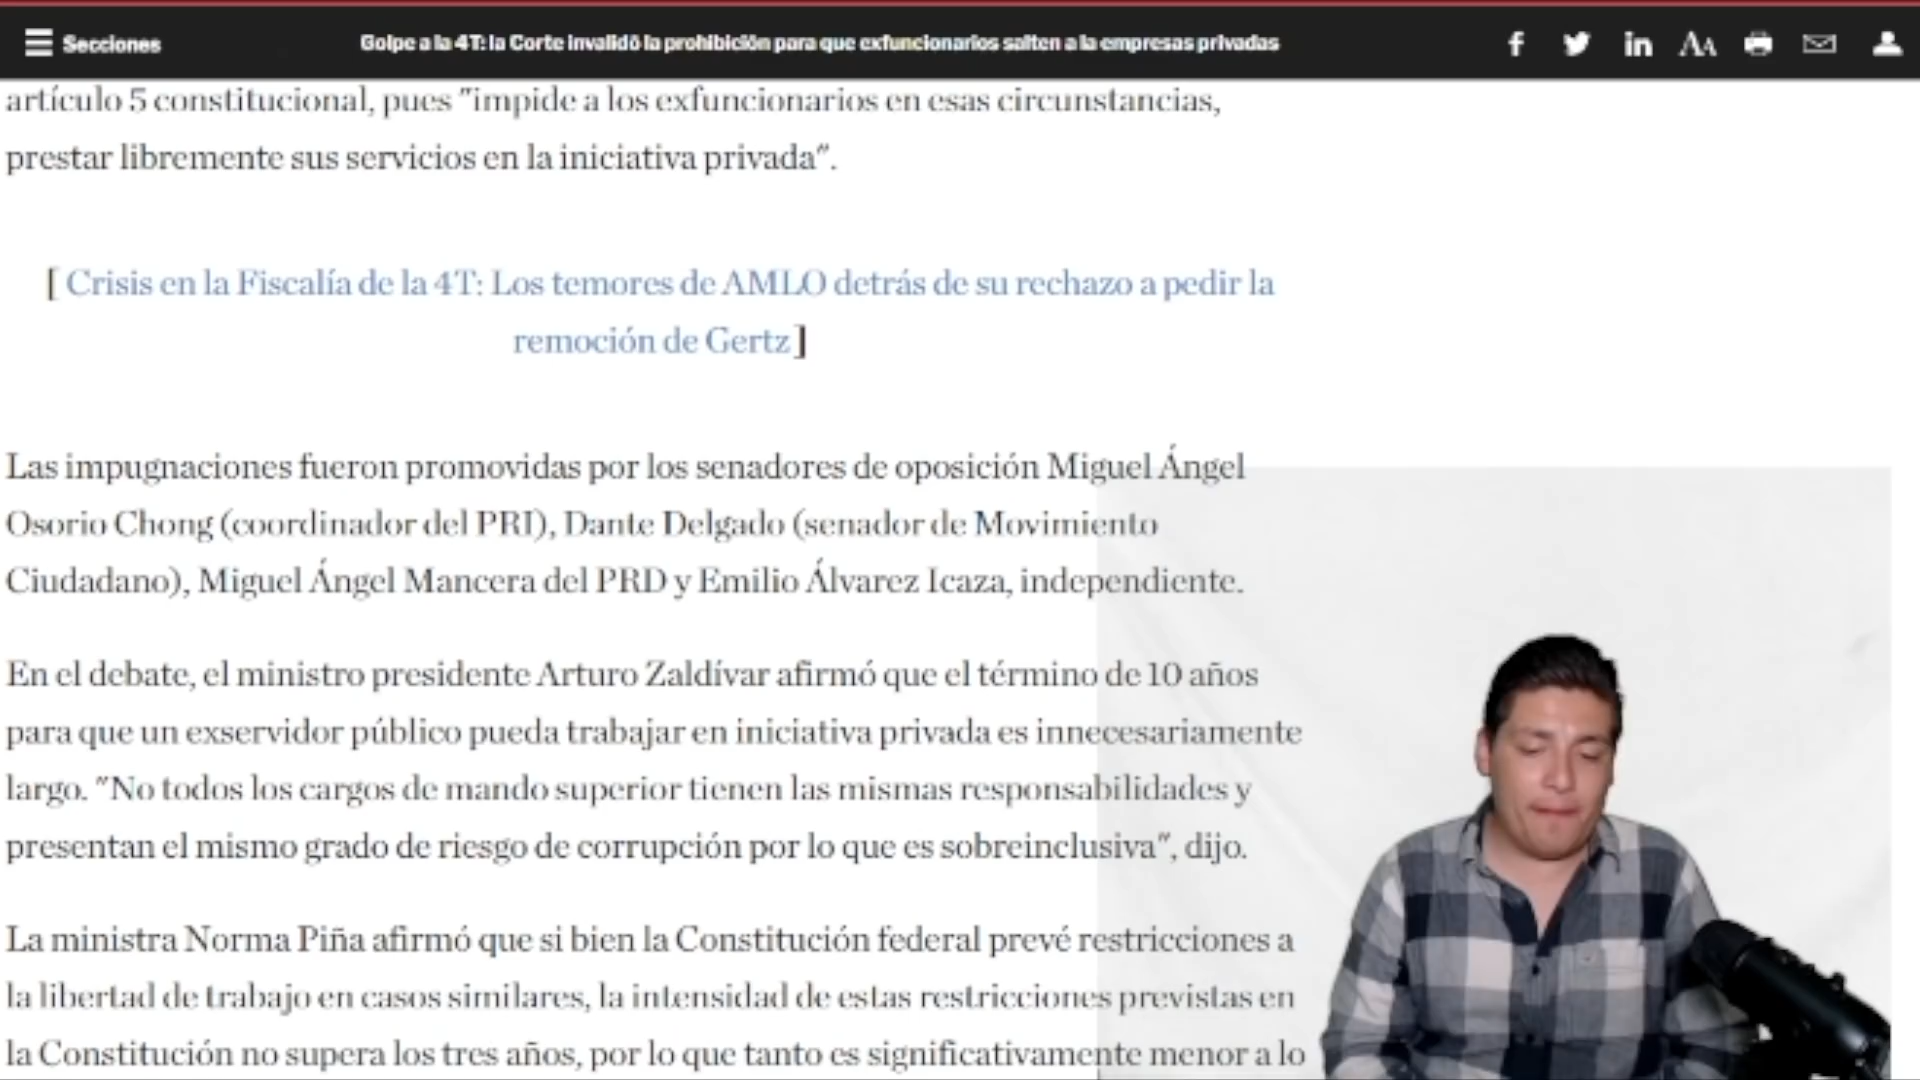 Secciones
Golpe a la 4T: la Corte invalidó la prohibición para que exfuncionarios salten a la empresas privadas
artículo 5 constitucional, pues "impide a los exfuncionarios en esas circunstancias,
prestar libremente sus servicios en la iniciativa privada".
[ Crisis en la Fiscalía de la 4T: Los temores de AMLO detrás de su rechazo a pedir la
remoción de Gertz]
Las impugnaciones fueron promovidas por los senadores de oposición Miguel Ángel
Osorio Chong (coordinador del PRI), Dante Delgado (senador de Movimiento
Ciudadano), Miguel Ángel Mancera del PRD y Emilio Álvarez Icaza, independiente.
En el debate, el ministro presidente Arturo Zaldívar afirmó que el término de 10 años
para que un exservidor público pueda trabajar en iniciativa privada es innecesariamente
largo. "No todos los cargos de mando superior tienen las mismas responsabilidades y
presentan el mismo grado de riesgo de corrupción por lo que es sobreinclusiva", dijo.
La ministra Norma Piña afirmó que si bien la Constitución federal prevé restricciones a
la libertad de trabajo en casos similares, la intensidad de estas restricciones previstas en
la Constitución no supera los tres años, por lo que tanto es significativamente menor a lo